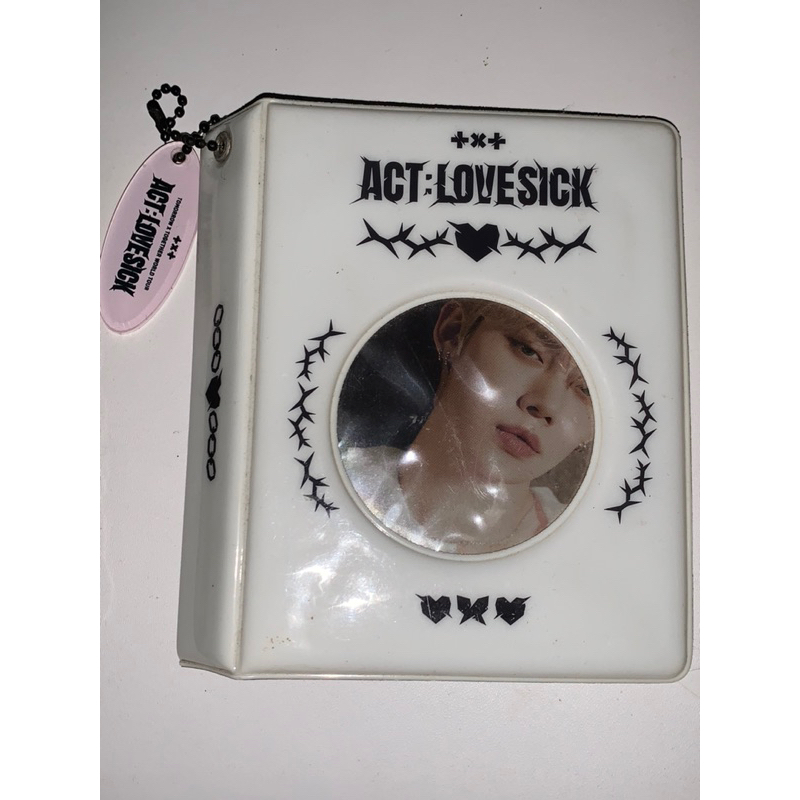 +x+
ACT:LOVESICK
TOMORROW X TOGETHER WORLD TOUR
ACT:LOVESICK
+x+